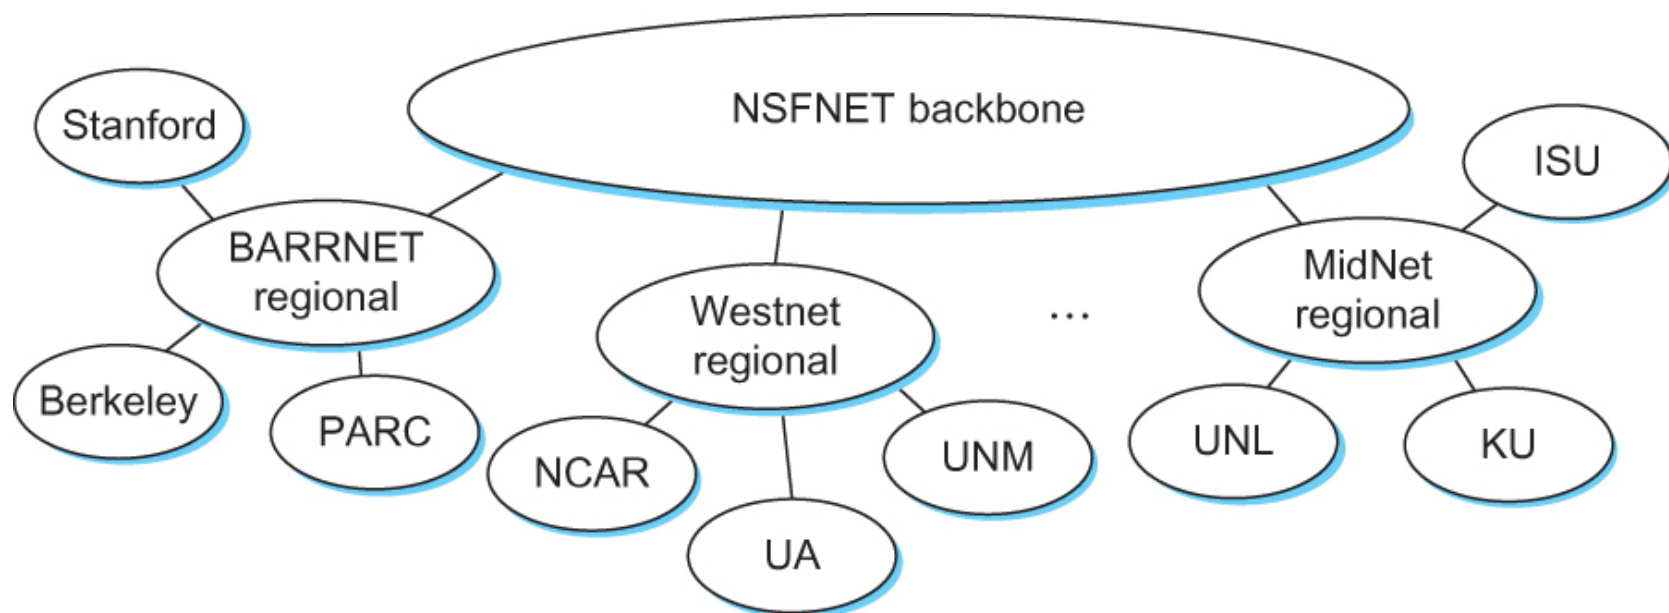 NSFNET backbone
Stanford
ISU
BARRNET
regional
MidNet
regional
Westnet
regional
...
Berkeley
PARC
NCAR
UA
UNM
UNL
KU